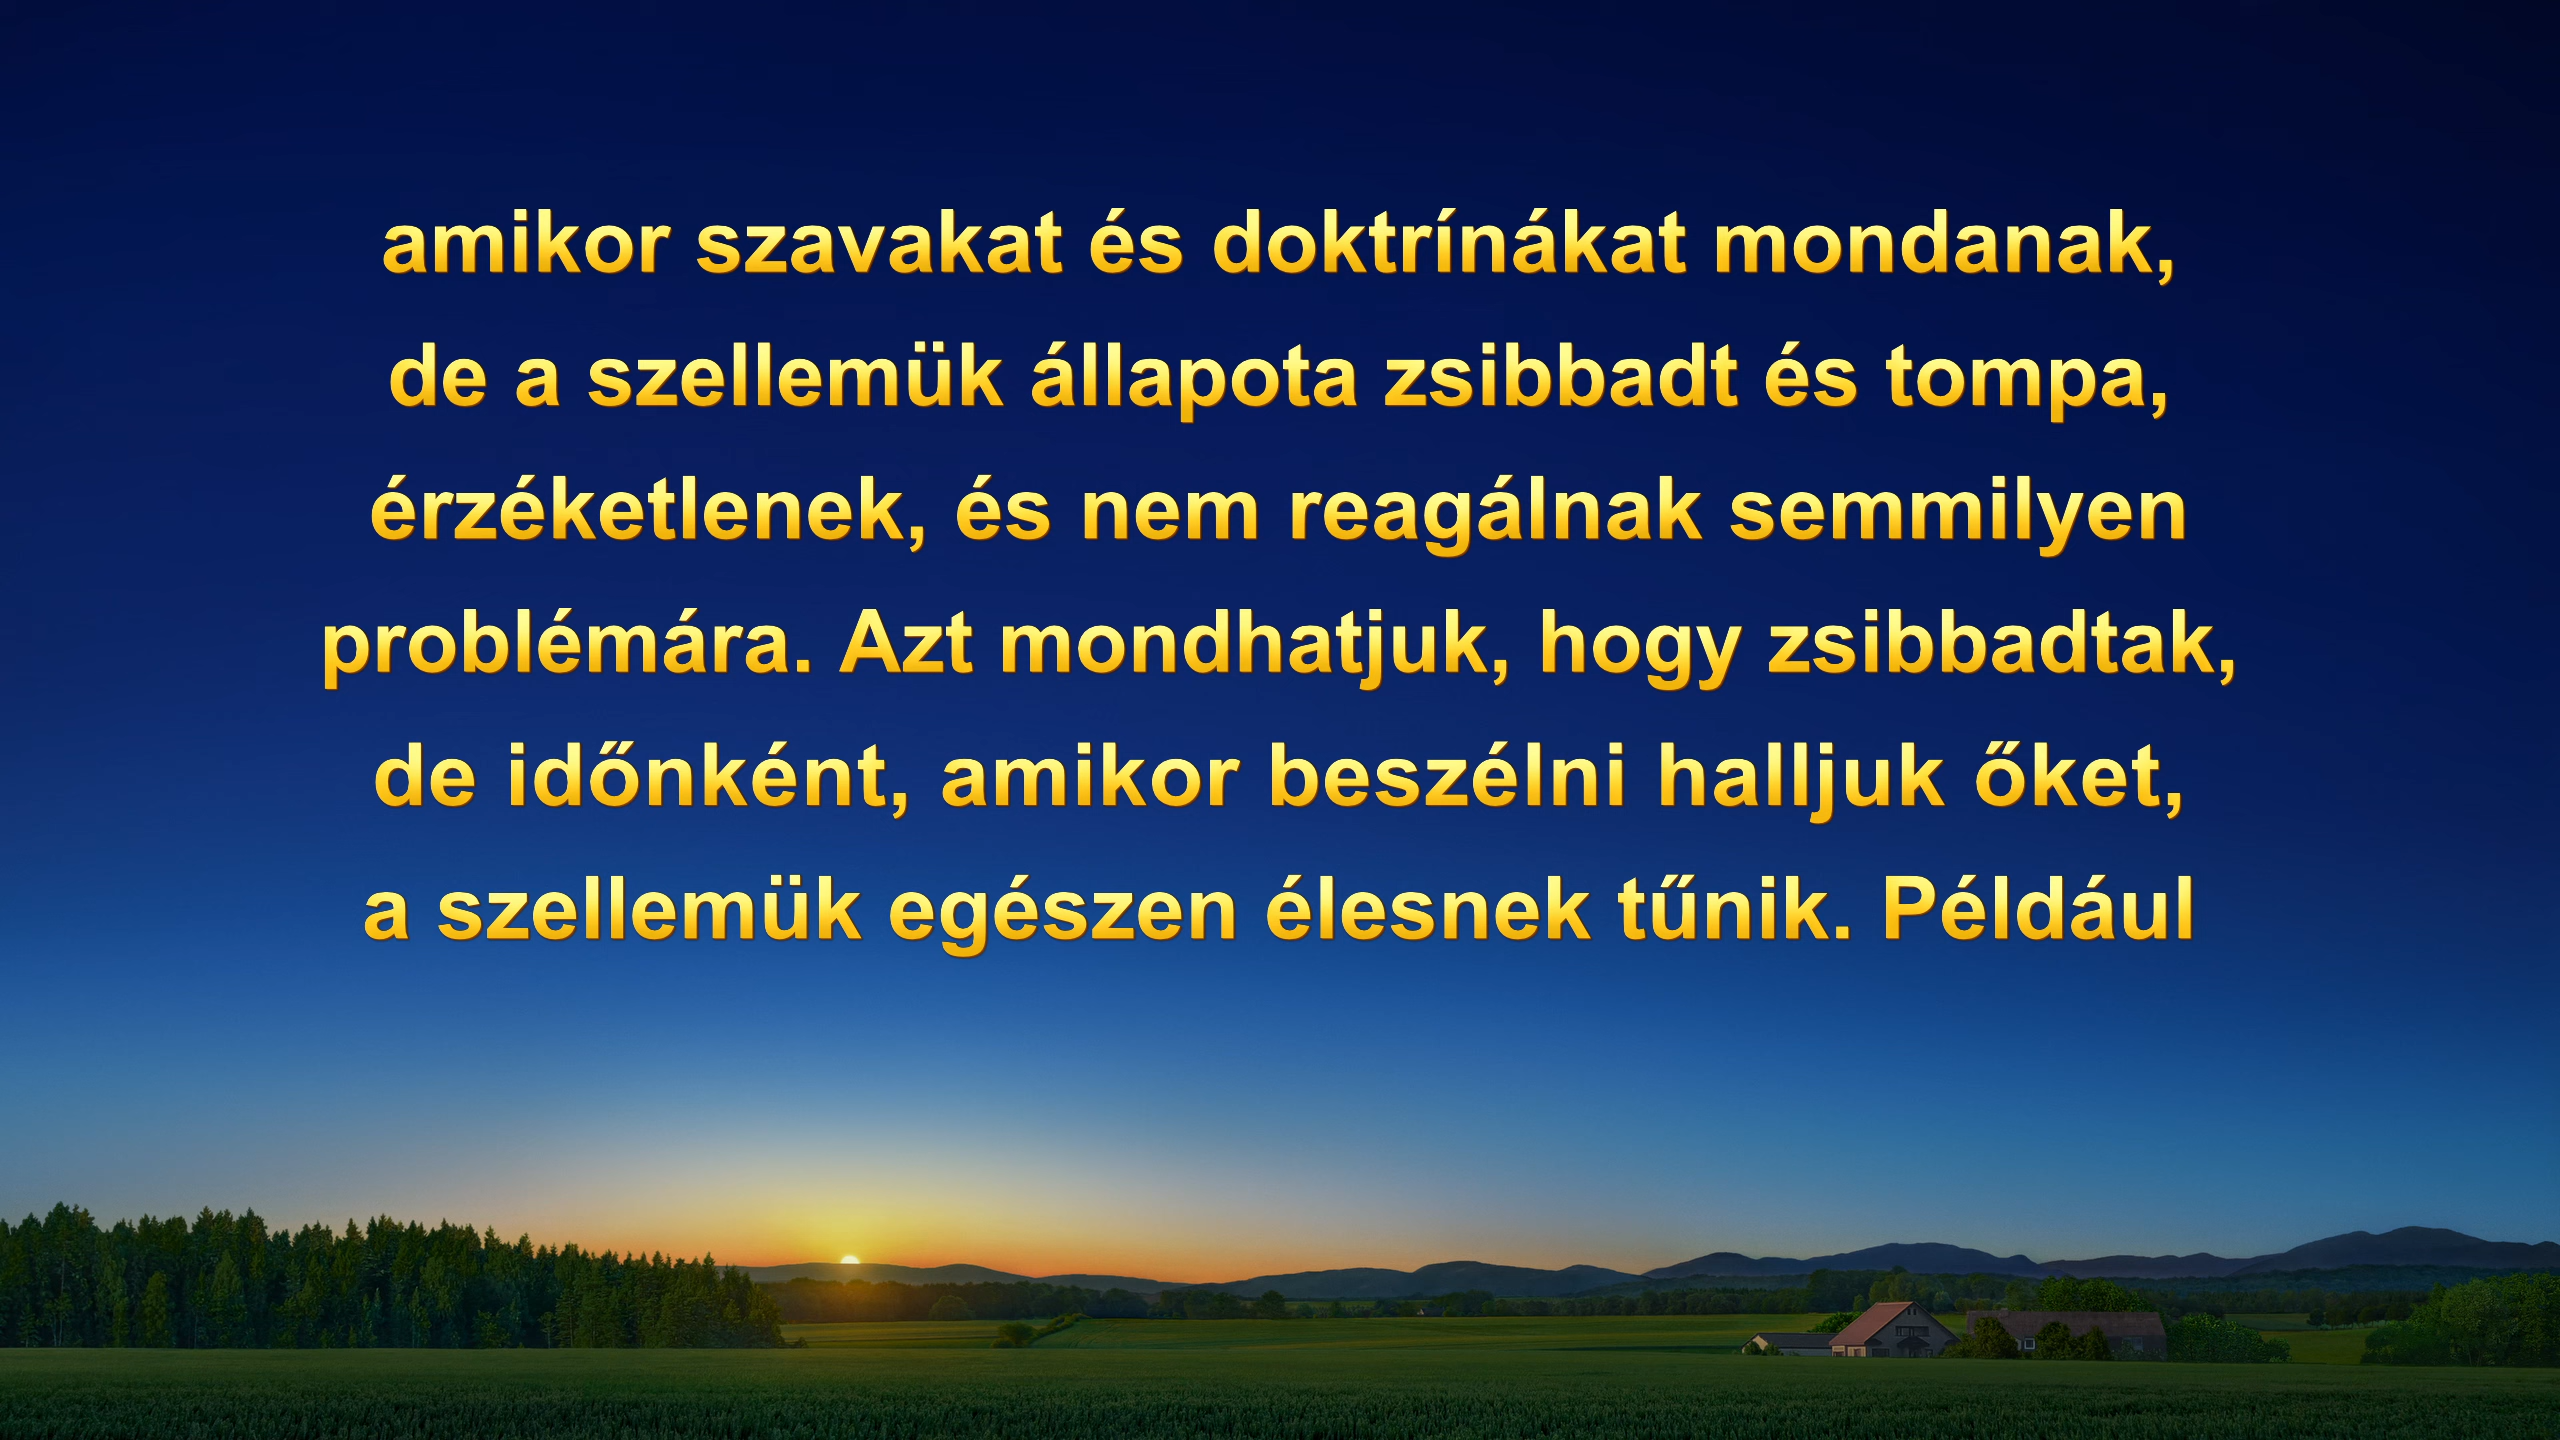 amikor szavakat és doktrínákat mondanak,
de a szellemük állapota zsibbadt és tompa,
érzéketlenek, és nem reagálnak semmilyen
problémára. Azt mondhatjuk, hogy zsibbadtak,
de időnként, amikor beszélni halljuk őket,
a szellemük egészen élesnek tűnik. Például